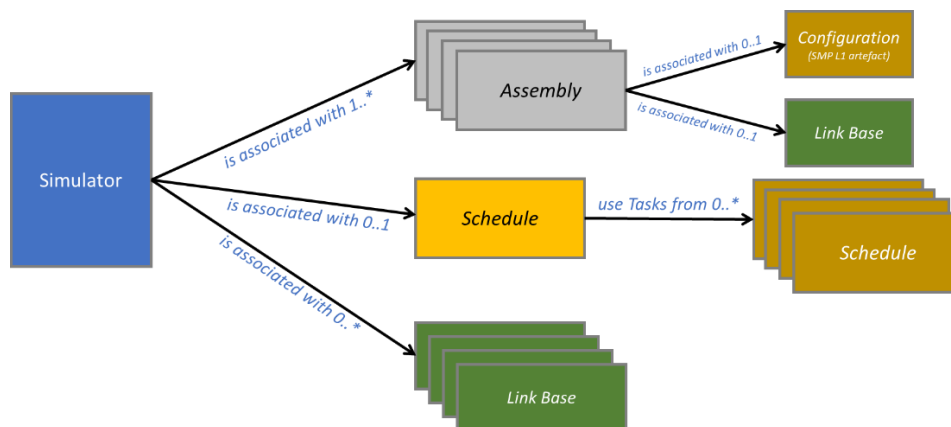 Configuration
(SMP L1 artefact)
is associated with 0..1
Assembly
is associated with 1..*
is associated with 0..1
Link Base
Simulator
is associated with 0..1
Schedule
use Tasks from 0..*
Schedule
is associated with 0.. *
Link Base